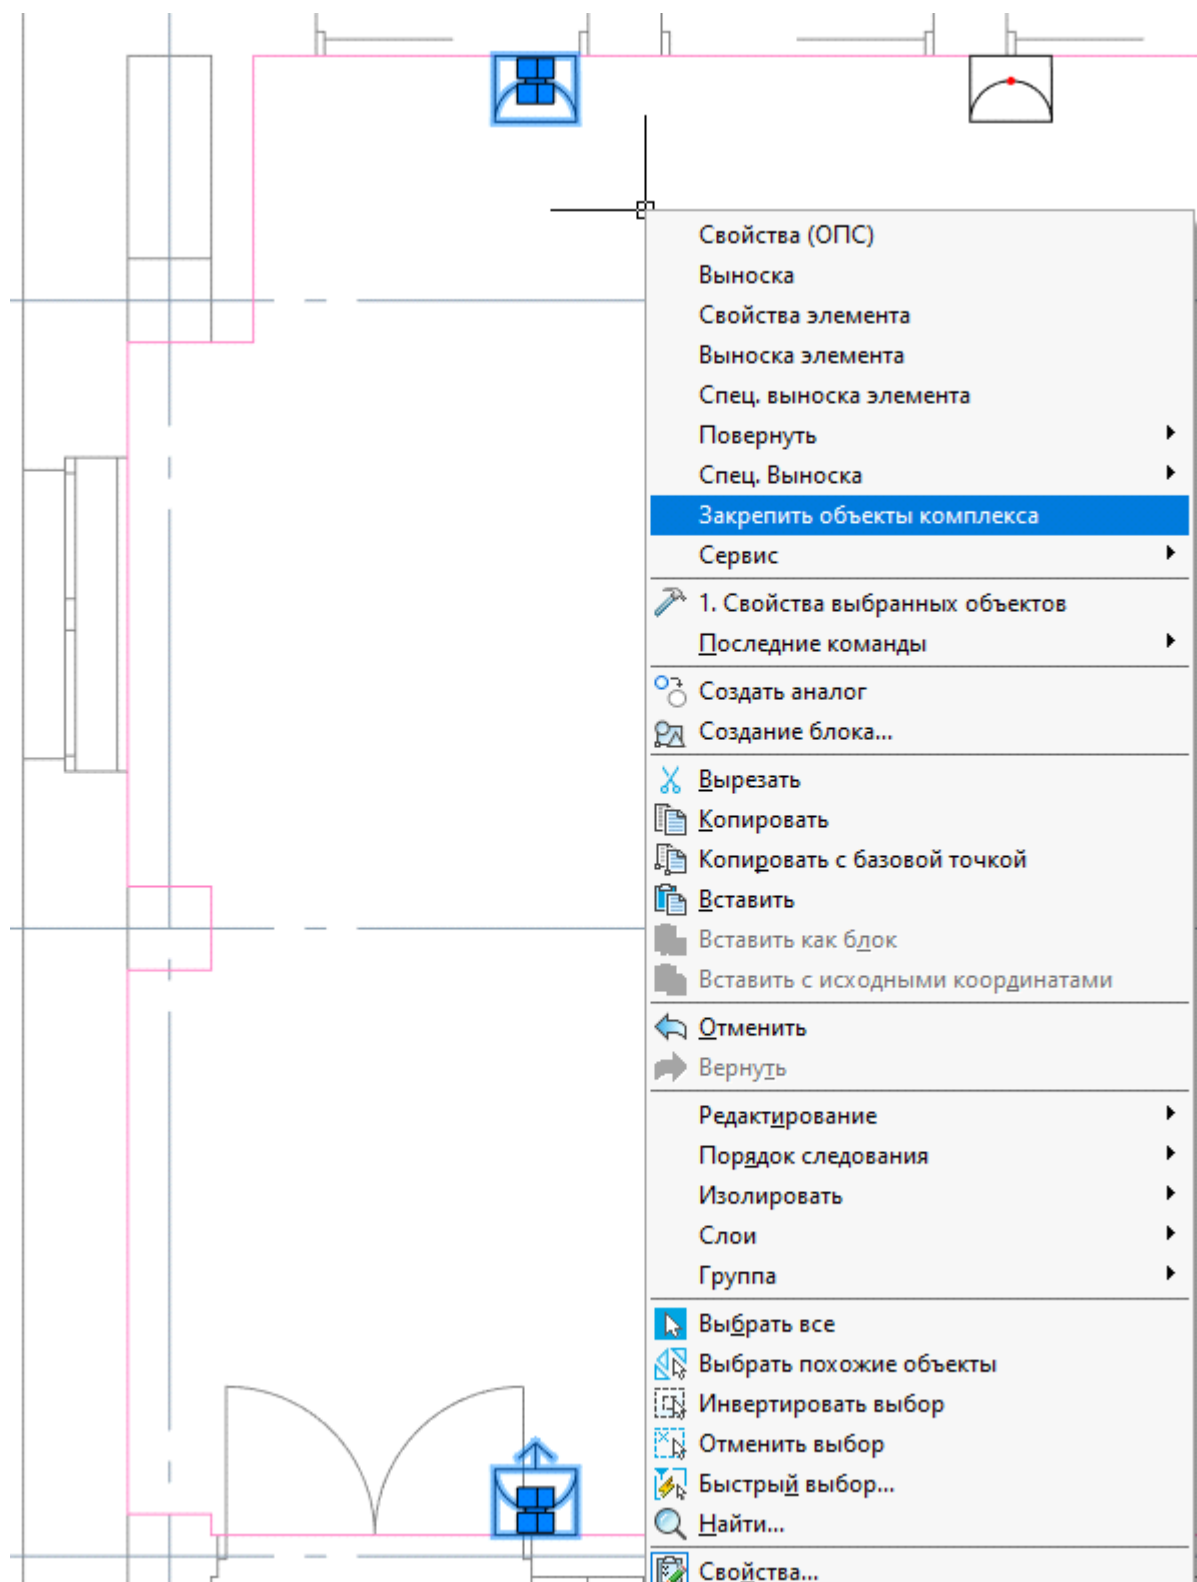 Свойства (ОПС)
Выноска
Свойства элемента
Выноска элемента
Спец. выноска элемента
Повернуть
Спец. Выноска
Закрепить объекты комплекса
Сервис
1. Свойства выбранных объектов
Последние команды
Создать аналог
Создание блока...
Вырезать
Копировать
Копировать с базовой точкой
Вставить
Вставить как блок
Вставить с исходными координатами
Отменить
Вернуть
Редактирование
Порядок следования
Изолировать
Слои
Группа
Выбрать все
Выбрать похожие объекты
Инвертировать выбор
Отменить выбор
Быстрый выбор...
Найти...
Свойства...